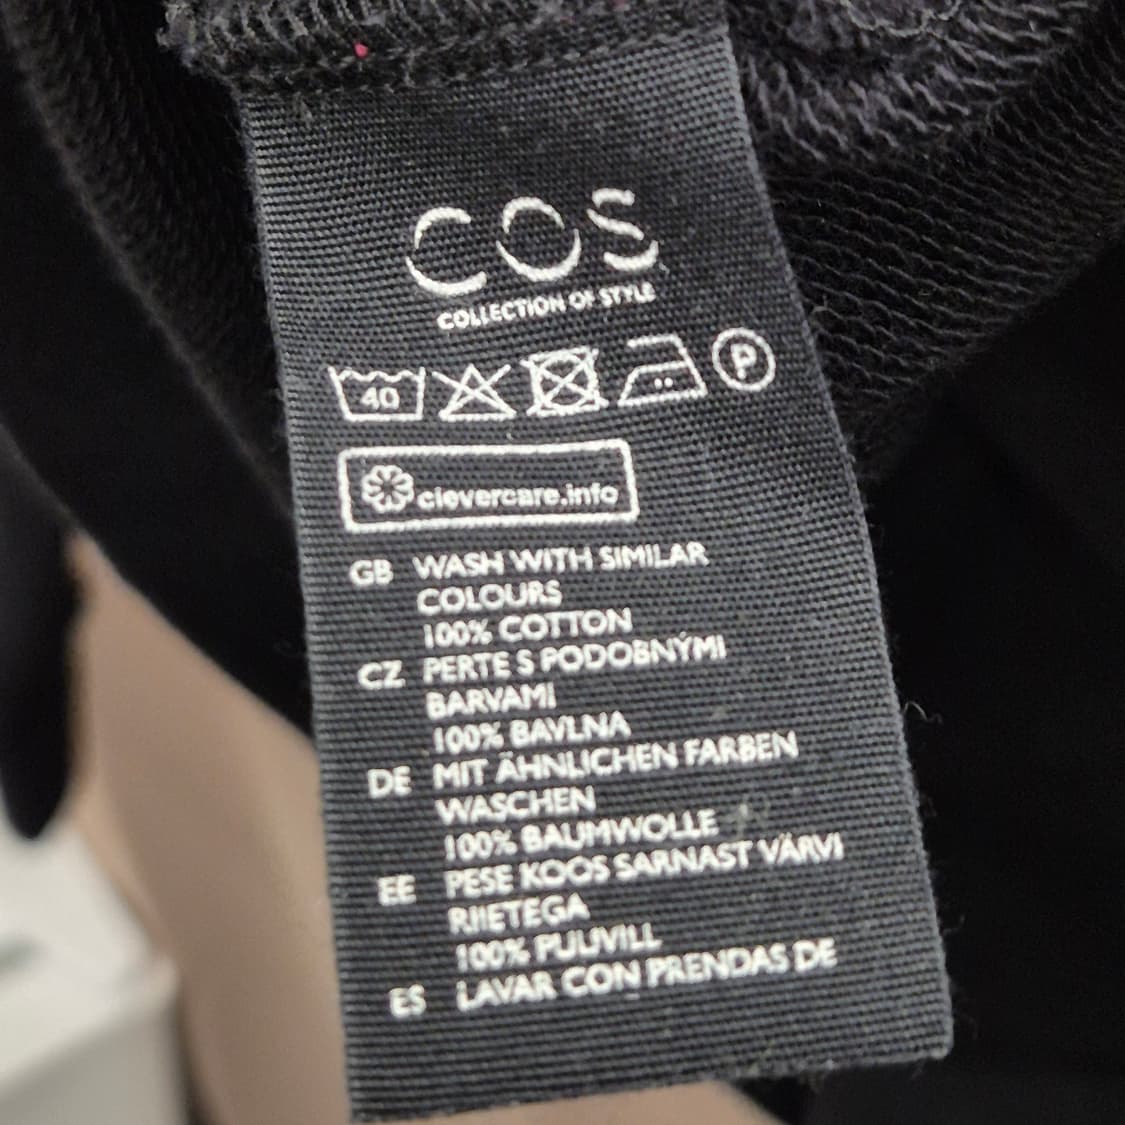 COS
COLLECTION OF STYLE
40 P
clevercare.info
GB WASH WITH SIMILAR
COLOURS
100% COTTON
CZ PERTE S PODOBNÝMI
BARVAMI
100% BAVLNA
DE MIT ÄHNLICHEN FARBEN
WASCHEN
100% BAUMWOLLE
EE PESE KOOS SARNAST VÄRVI
RIIETEGA
100% PUUVILL
ES LAVAR CON PRENDAS DE